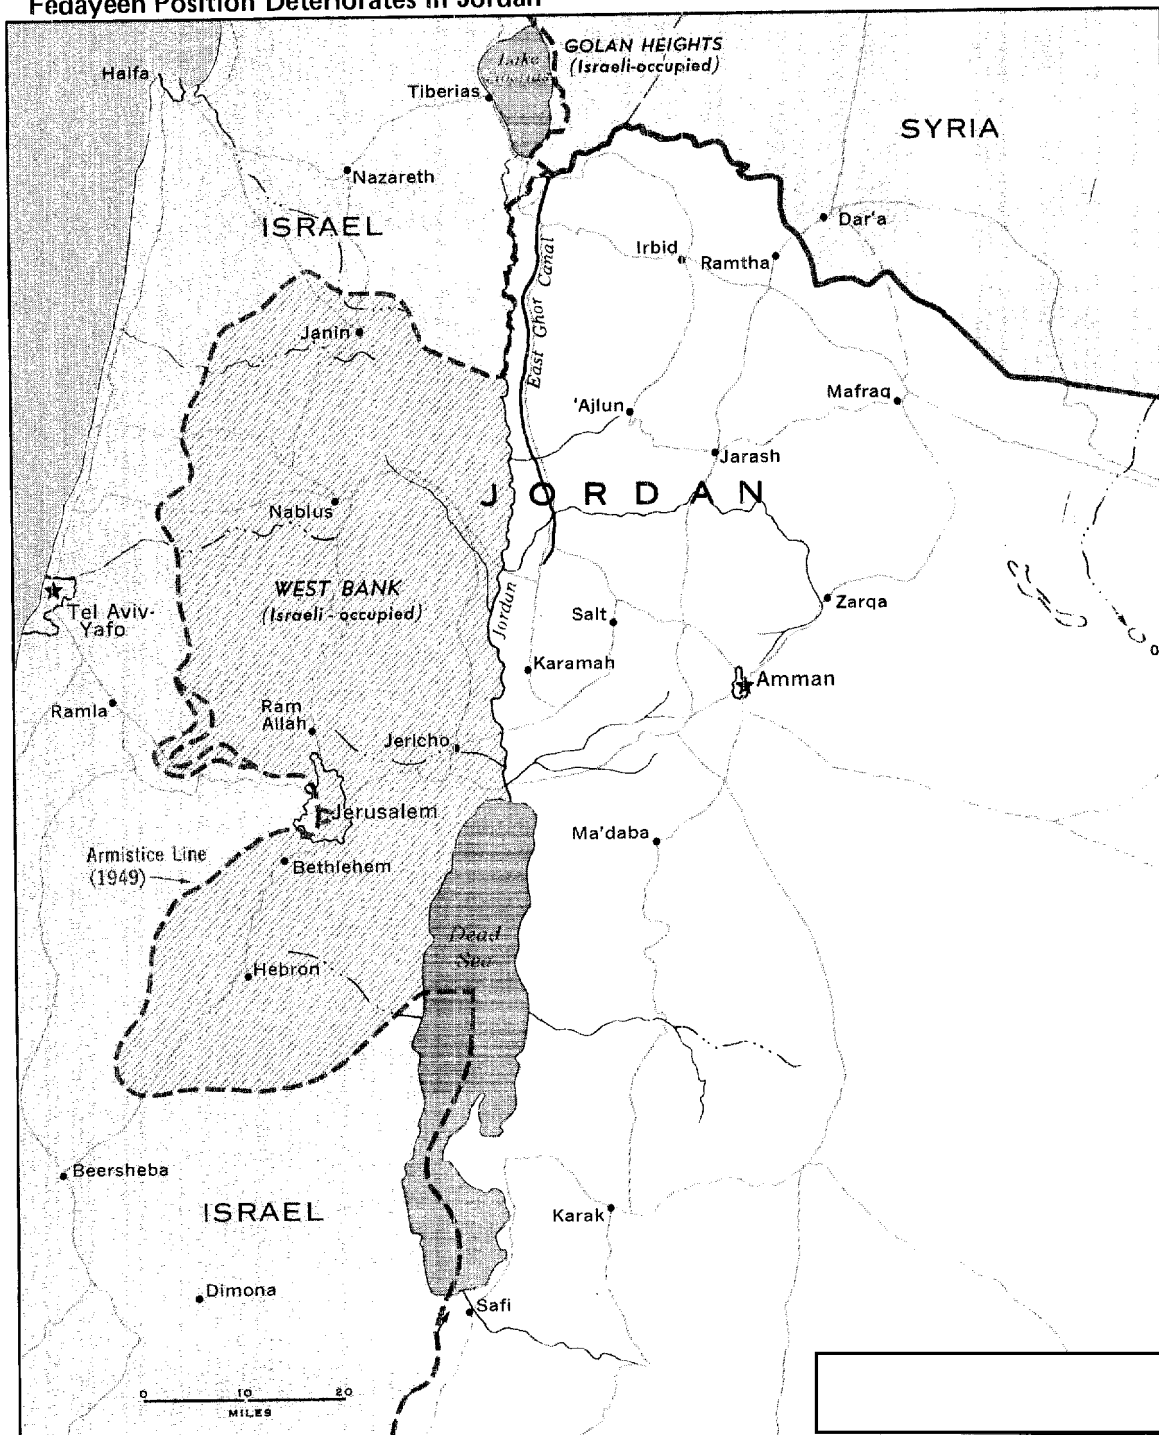 Fedayeen Position Deteriorates in Jordan
GOLAN HEIGHTS
(Israeli-occupied)
Haifa
Lake
Tiberias
SYRIA
Nazareth
ISRAEL
Dar'a
Irbid
Ramtha
East Ghor Canal
Janin
Mafraq
'Ajlun
Jarash
JORDAN
Nablus
WEST BANK
(Israeli-occupied)
Tel Aviv-
Yafo
Jordan
Salt
Zarqa
Karamah
Amman
Ramla
Ram
Allah
Jericho
Jerusalem
Ma'daba
Armistice Line
(1949)
Bethlehem
Dead
Sea
Hebron
Beersheba
ISRAEL
Karak
Dimona
Safi
0 10 20
MILES